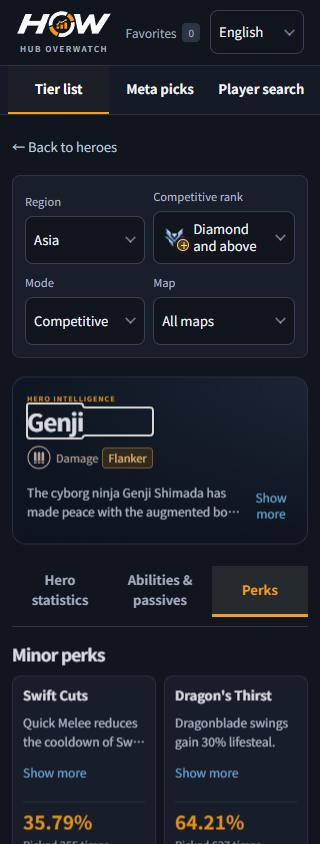 HOW
HUB OVERWATCH
Favorites 0
English
Tier list
Meta picks
Player search
← Back to heroes
Region
Competitive rank
Asia
Diamond
and above
Mode
Map
Competitive
All maps
HERO INTELLIGENCE
Genji
Damage
Flanker
The cyborg ninja Genji Shimada has
made peace with the augmented bo…
Show
more
Hero
statistics
Abilities &
passives
Perks
Minor perks
Swift Cuts
Quick Melee reduces
the cooldown of Sw…
Show more
35.79%
Dragon's Thirst
Dragonblade swings
gain 30% lifesteal.
Show more
64.21%